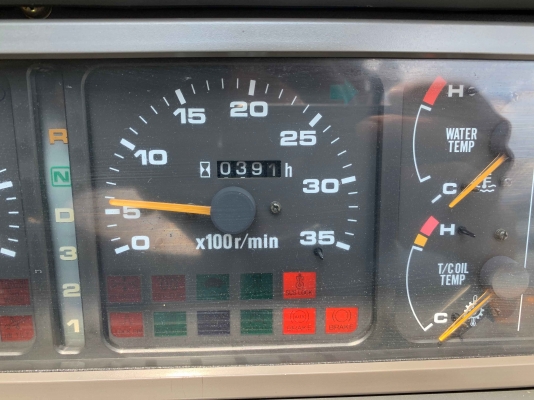 R
N
D
3
2
1
0
5
10
15
20
25
30
35
0391 h
x100r/min
H
WATER
TEMP
C
H
T/C OIL
TEMP
C